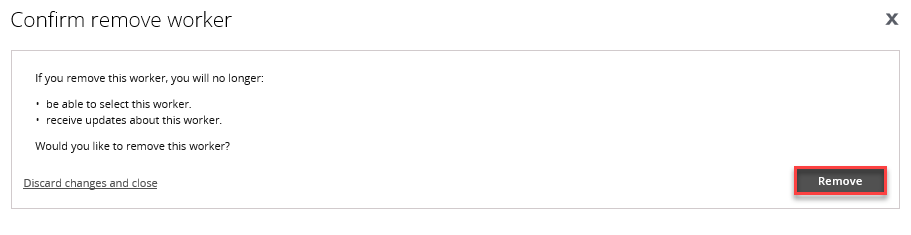 Confirm remove worker
X
If you remove this worker, you will no longer:
• be able to select this worker.
• receive updates about this worker.
Would you like to remove this worker?
Discard changes and close
Remove